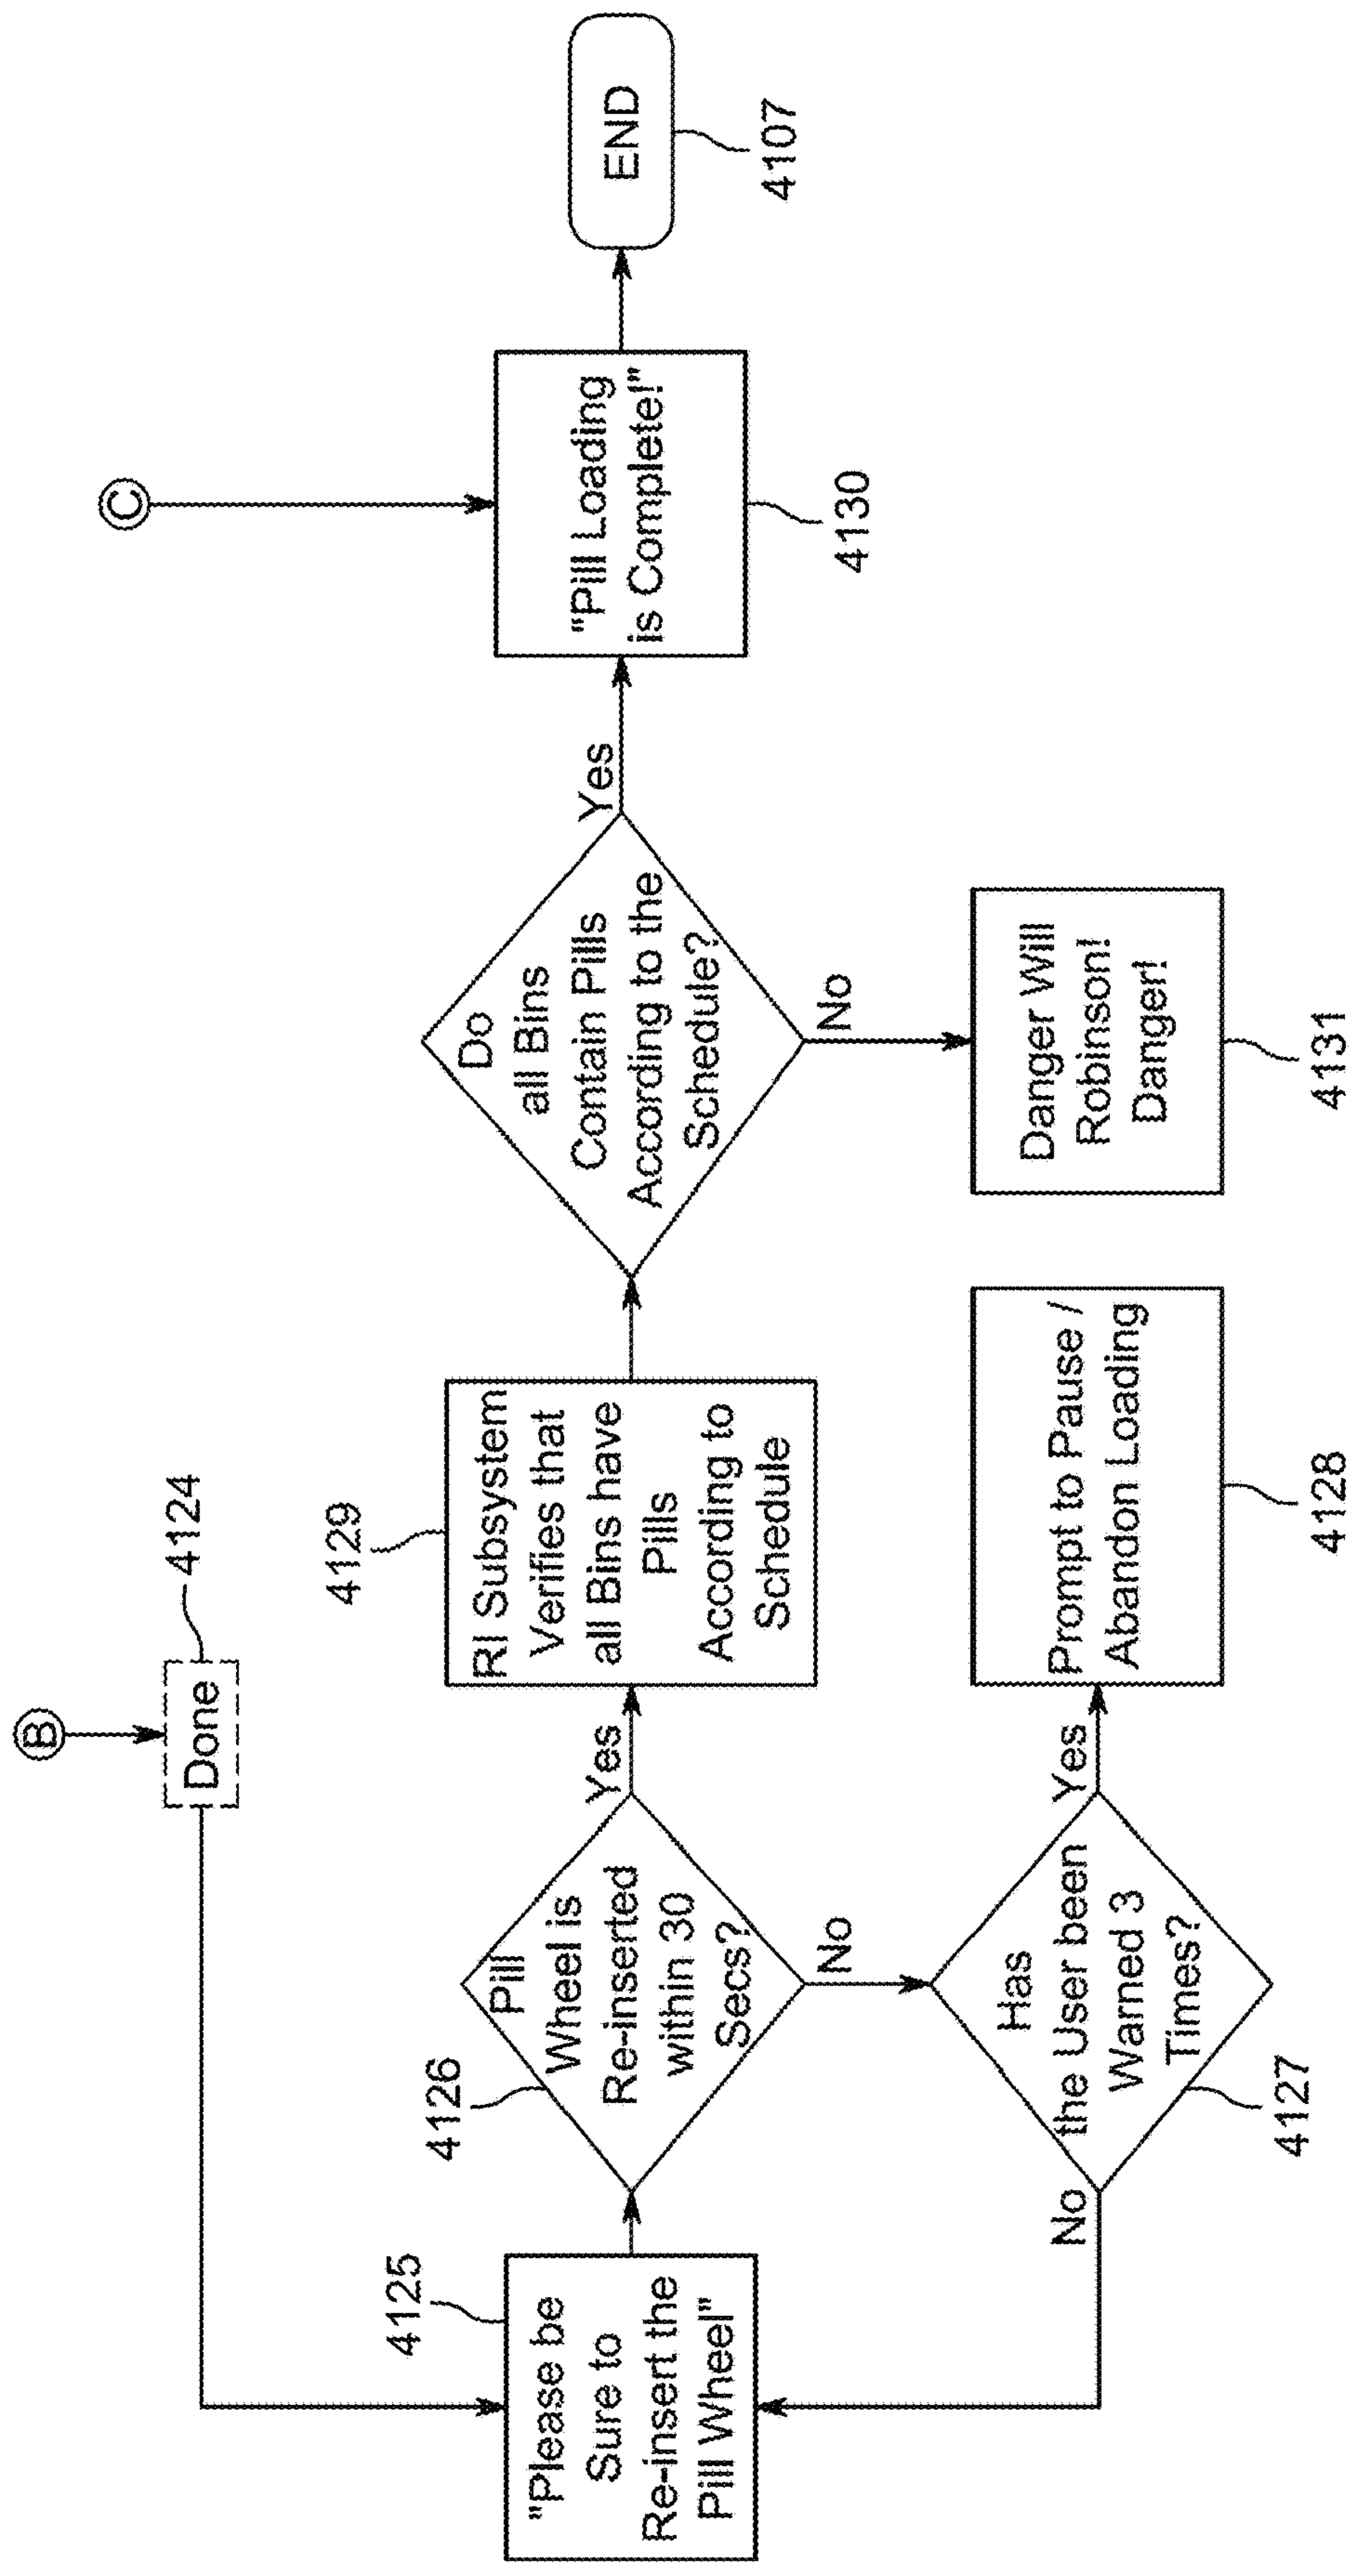 B
Done
4124
C
4125
"Please be
Sure to
Re-insert the
Pill Wheel"
4126
Pill
Wheel is
Re-inserted
within 30
Secs?
Yes
No
4129
RI Subsystem
Verifies that
all Bins have
Pills
According to
Schedule
Do
all Bins
Contain Pills
According to the
Schedule?
Yes
No
"Pill Loading
is Complete!"
4130
END
4107
Has
the User been
Warned 3
Times?
4127
No
Yes
Prompt to Pause /
Abandon Loading
4128
Danger Will
Robinson!
Danger!
4131